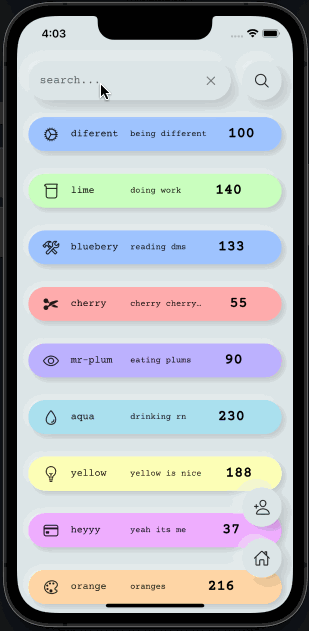 4:03
search...
diferent being different 100
lime doing work 140
bluebery reading dms 133
cherry cherry cherry… 55
mr-plum eating plums 90
aqua drinking rn 230
yellow yellow is nice 188
heyyy yeah its me 37
orange oranges 216